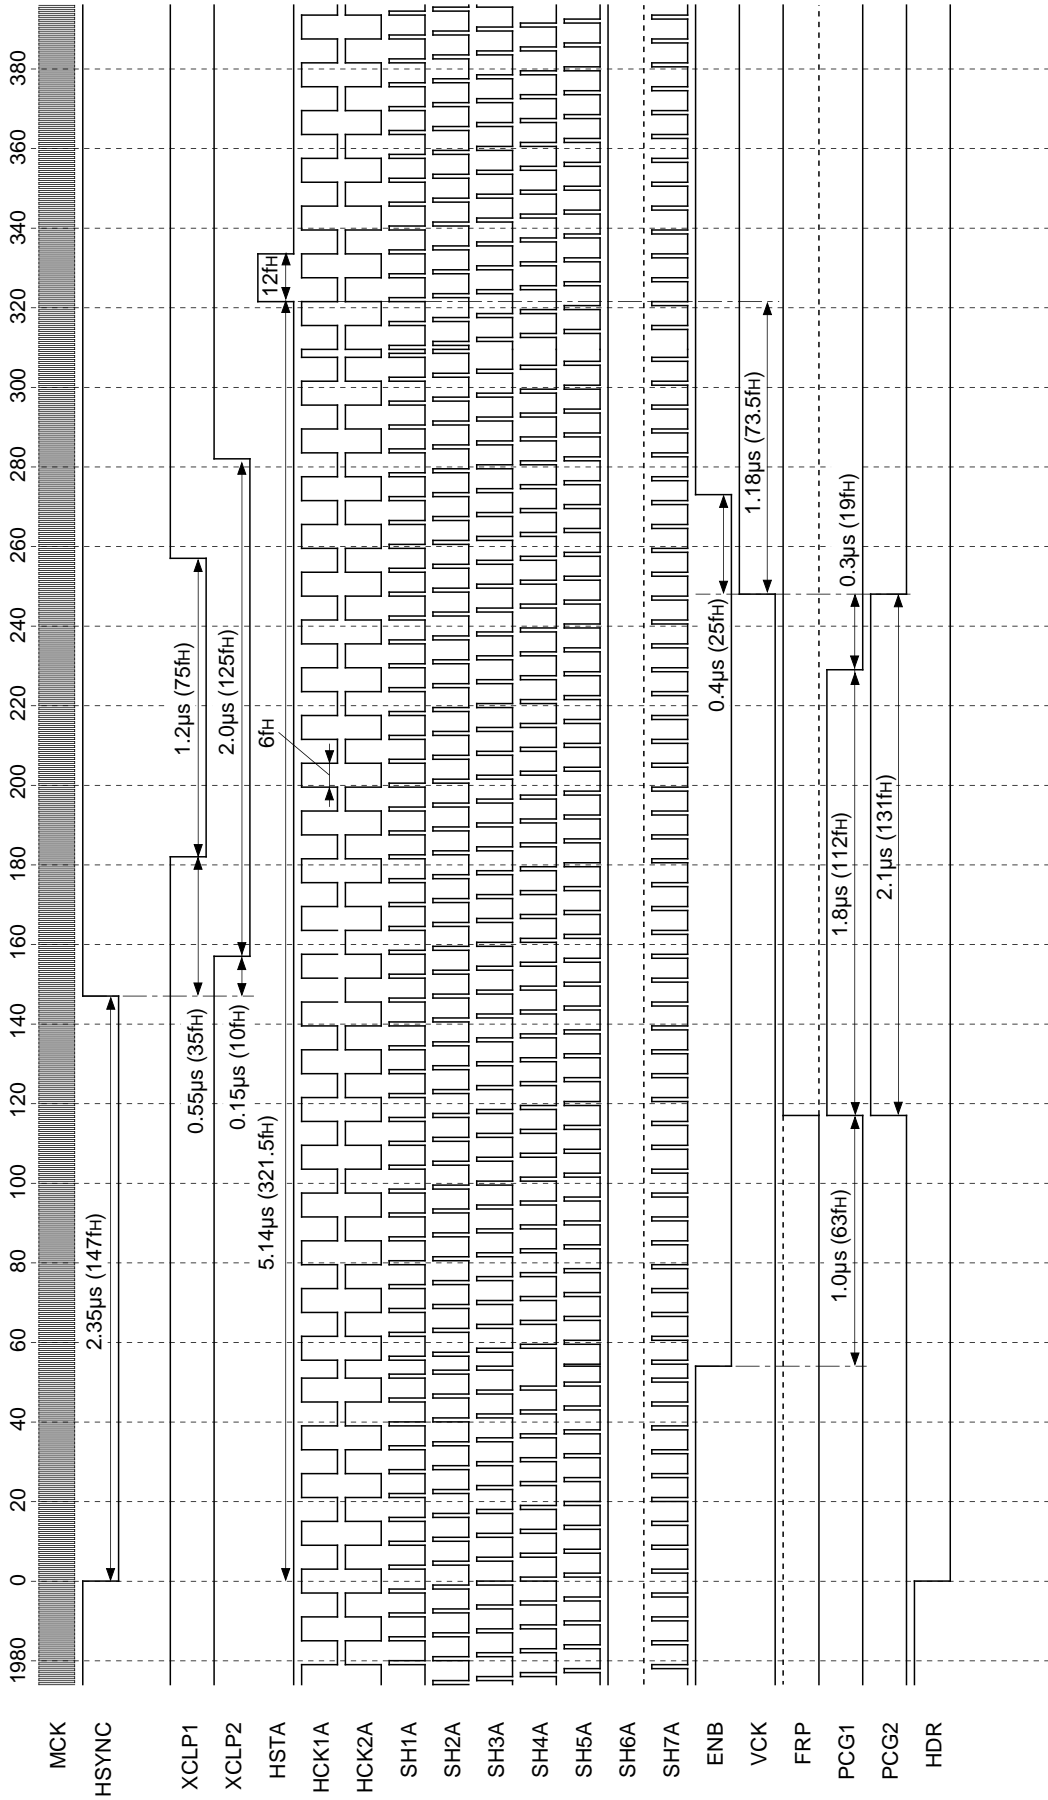 1980 0 20 40 60 80 100 120 140 160 180 200 220 240 260 280 300 320 340 360 380
MCK
HSYNC
2.35µs (147fH)
XCLP1
0.55µs (35fH)
1.2µs (75fH)
XCLP2
0.15µs (10fH)
2.0µs (125fH)
HSTA
5.14µs (321.5fH)
6fH
12fH
HCK1A
HCK2A
SH1A
SH2A
SH3A
SH4A
SH5A
SH6A
SH7A
ENB
0.4µs (25fH)
VCK
1.18µs (73.5fH)
FRP
PCG1
1.0µs (63fH)
1.8µs (112fH)
0.3µs (19fH)
PCG2
2.1µs (131fH)
HDR